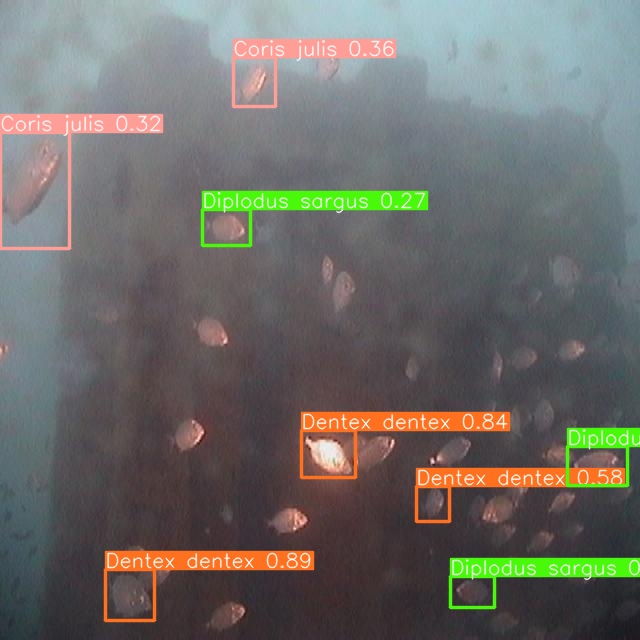 Coris julis 0.36
Coris julis 0.32
Diplodus sargus 0.27
Dentex dentex 0.84
Diplodu
Dentex dentex 0.58
Dentex dentex 0.89
Diplodus sargus 0